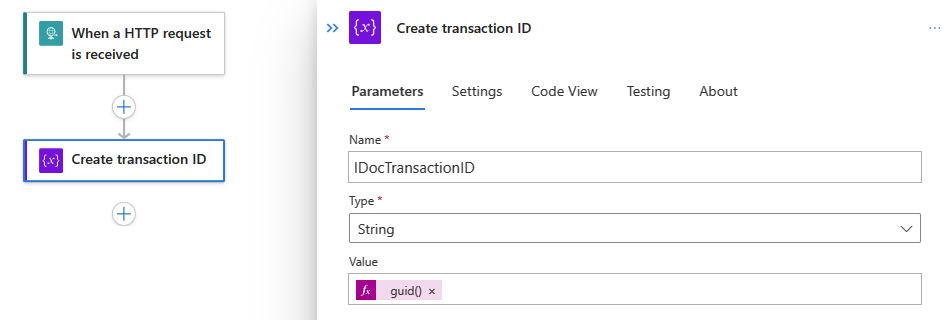 When a HTTP request
is received
Create transaction ID
{x} Create transaction ID
Parameters Settings Code View Testing About
Name *
IDocTransactionID
Type *
String
Value
fx guid() ×